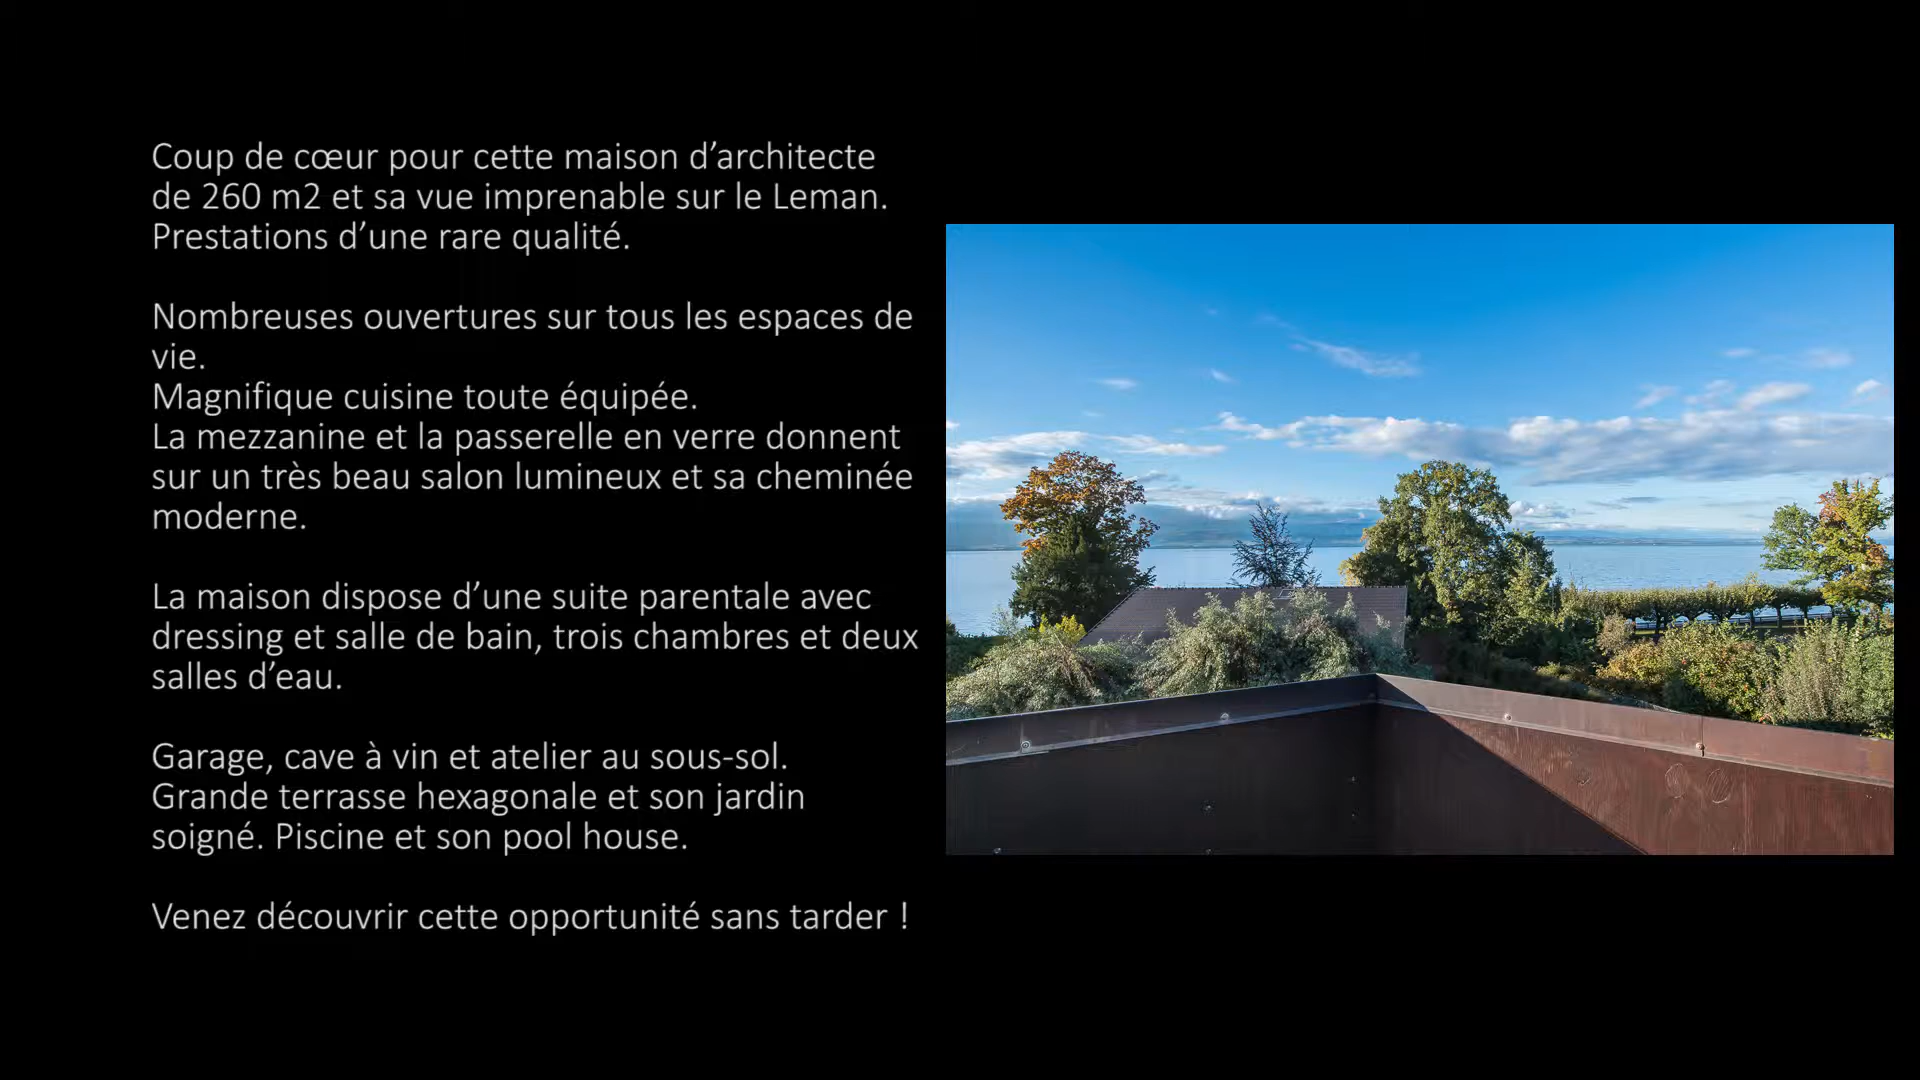 Coup de cœur pour cette maison d’architecte
de 260 m2 et sa vue imprenable sur le Leman.
Prestations d’une rare qualité.
Nombreuses ouvertures sur tous les espaces de
vie.
Magnifique cuisine toute équipée.
La mezzanine et la passerelle en verre donnent
sur un très beau salon lumineux et sa cheminée
moderne.
La maison dispose d’une suite parentale avec
dressing et salle de bain, trois chambres et deux
salles d’eau.
Garage, cave à vin et atelier au sous-sol.
Grande terrasse hexagonale et son jardin
soigné. Piscine et son pool house.
Venez découvrir cette opportunité sans tarder !